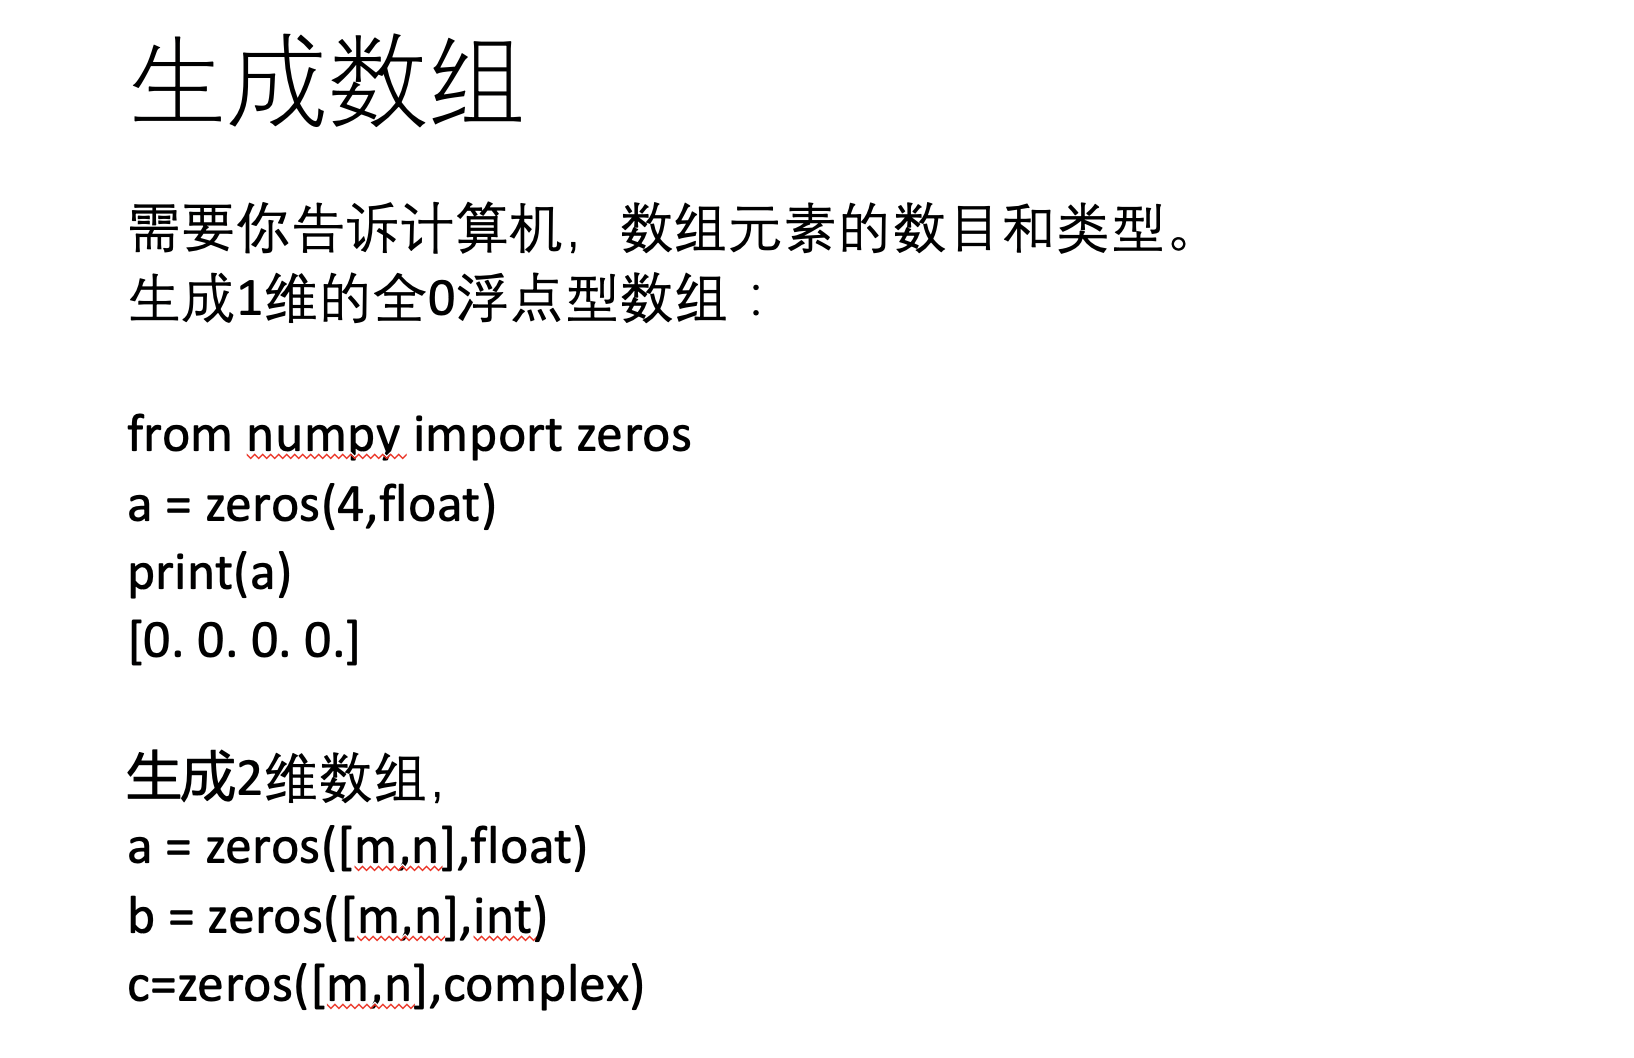 生成数组
需要你告诉计算机，数组元素的数目和类型。
生成1维的全0浮点型数组：
from numpy import zeros
a = zeros(4,float)
print(a)
[0. 0. 0. 0.]
生成2维数组，
a = zeros([m,n],float)
b = zeros([m,n],int)
c=zeros([m,n],complex)